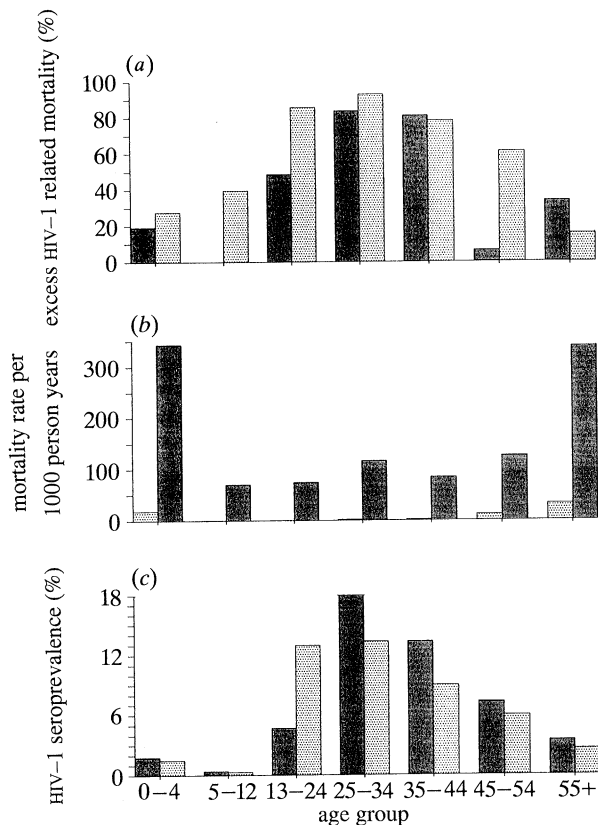 (a)
excess HIV–1 related mortality (%)
100
80
60
40
20
0
(b)
mortality rate per
1000 person years
300
200
100
0
(c)
HIV–1 seroprevalence (%)
18
12
6
0
0–4 5–12 13–24 25–34 35–44 45–54 55+
age group